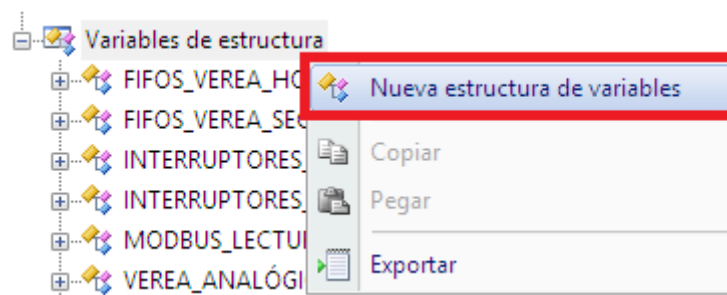 Variables de estructura
FIFOS_VEREA_HO
FIFOS_VEREA_SEC
INTERRUPTORES_
INTERRUPTORES_
MODBUS_LECTU
VEREA_ANALÓGI
Nueva estructura de variables
Copiar
Pegar
Exportar